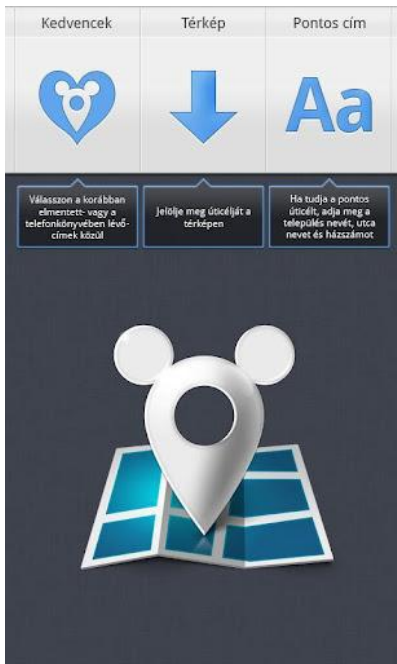 Kedvencek
Térkép
Pontos cím
Aa
Válasszon a korábban
elmentett- vagy a
telefonkönyvében lévő-
címek közül
Jelölje meg úticélját a
térképen
Ha tudja a pontos
úticélt, adja meg a
település nevét, utca
nevet és házszámot